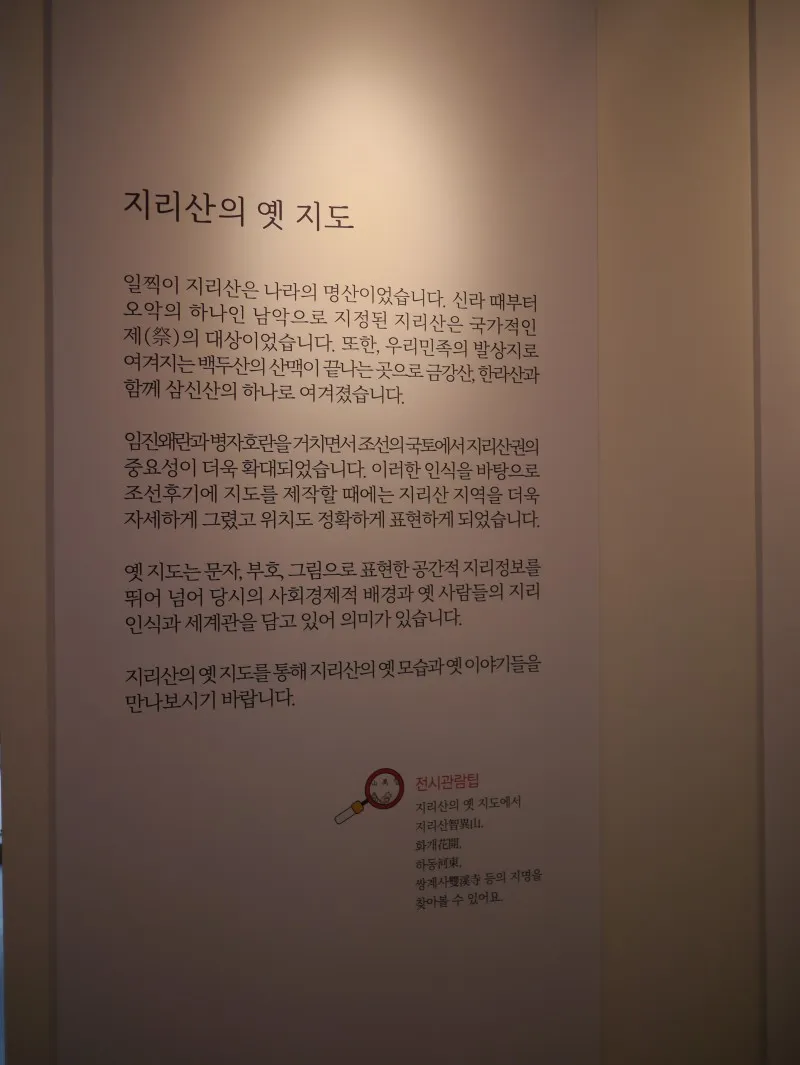 지리산의 옛 지도
일찍이 지리산은 나라의 명산이었습니다. 신라 때부터
오악의 하나인 남악으로 지정된 지리산은 국가적인
제(祭)의 대상이었습니다. 또한, 우리민족의 발상지로
여겨지는 백두산의 산맥이 끝나는 곳으로 금강산, 한라산과
함께 삼신산의 하나로 여겨졌습니다.
임진왜란과 병자호란을 거치면서 조선의 국토에서 지리산권의
중요성이 더욱 확대되었습니다. 이러한 인식을 바탕으로
조선후기에 지도를 제작할 때에는 지리산 지역을 더욱
자세하게 그렸고 위치도 정확하게 표현하게 되었습니다.
옛 지도는 문자, 부호, 그림으로 표현한 공간적 지리정보를
뛰어 넘어 당시의 사회경제적 배경과 옛 사람들의 지리
인식과 세계관을 담고 있어 의미가 있습니다.
지리산의 옛 지도를 통해 지리산의 옛 모습과 옛 이야기들을
만나보시기 바랍니다.
전시관람팁
지리산의 옛 지도에서
지리산智異山,
화개花開,
하동河東,
쌍계사雙溪寺 등의 지명을
찾아볼 수 있어요.